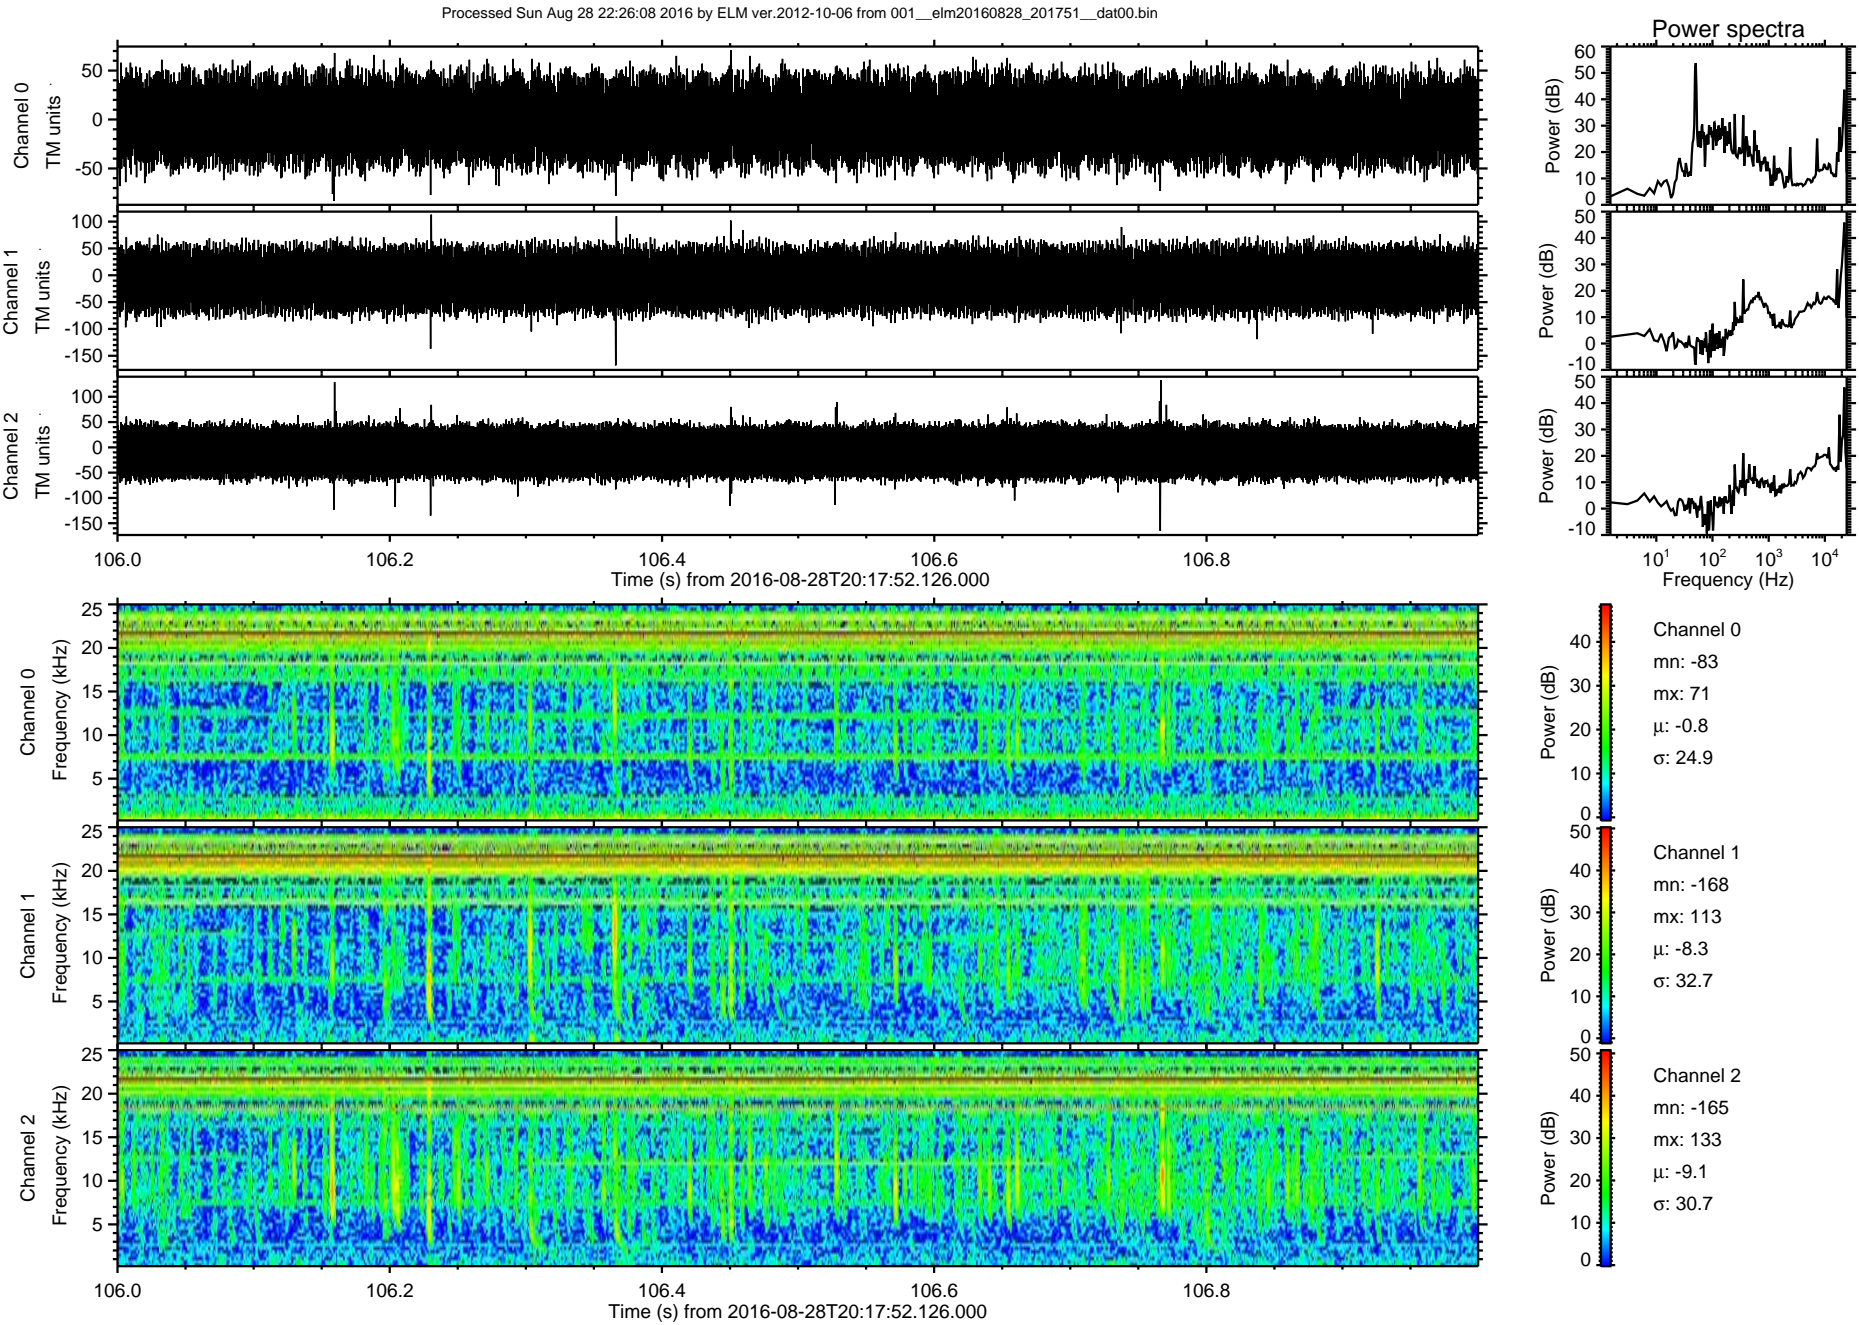 Processed Sun Aug 28 22:26:08 2016 by ELM ver.2012-10-06 from 001__elm20160828_201751__dat00.bin
Power spectra
Channel 0
TM units
50
0
-50
Power (dB)
60
50
40
30
20
10
0
Channel 1
TM units
100
50
0
-50
-100
-150
Power (dB)
50
40
30
20
10
0
-10
Channel 2
TM units
100
50
0
-50
-100
-150
Power (dB)
50
40
30
20
10
0
-10
106.0 106.2 106.4 106.6 106.8
Time (s) from 2016-08-28T20:17:52.126.000
10¹ 10² 10³ 10⁴
Frequency (Hz)
Channel 0
Frequency (kHz)
25
20
15
10
5
Power (dB)
40
30
20
10
0
Channel 0
mn: -83
mx: 71
μ: -0.8
σ: 24.9
Channel 1
Frequency (kHz)
25
20
15
10
5
Power (dB)
50
40
30
20
10
0
Channel 1
mn: -168
mx: 113
μ: -8.3
σ: 32.7
Channel 2
Frequency (kHz)
25
20
15
10
5
Power (dB)
50
40
30
20
10
0
Channel 2
mn: -165
mx: 133
μ: -9.1
σ: 30.7
106.0 106.2 106.4 106.6 106.8
Time (s) from 2016-08-28T20:17:52.126.000